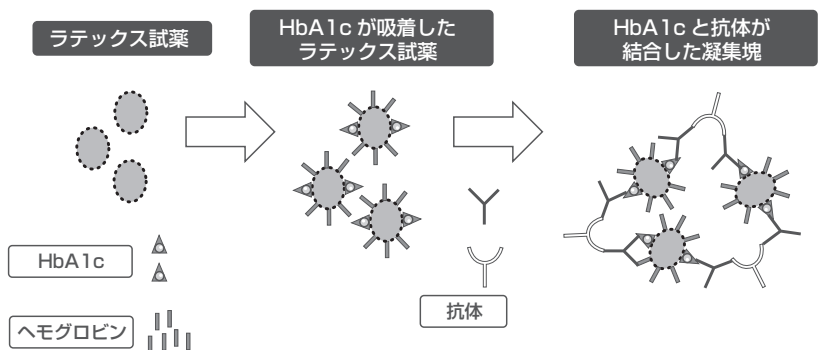 ラテックス試薬
HbA1c が吸着した
ラテックス試薬
HbA1c と抗体が
結合した凝集塊
HbA1c
ヘモグロビン
抗体